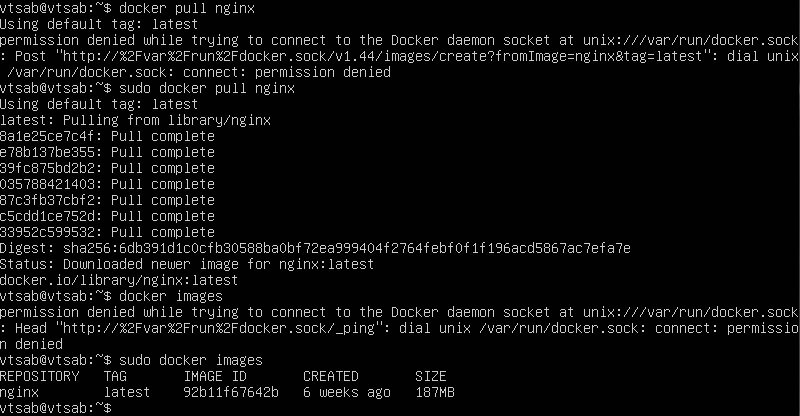 vtsab@vtsab:~$ docker pull nginx
Using default tag: latest
permission denied while trying to connect to the Docker daemon socket at unix:///var/run/docker.sock
: Post "http://%2Fvar%2Frun%2Fdocker.sock/v1.44/images/create?fromImage=nginx&tag=latest": dial unix
 /var/run/docker.sock: connect: permission denied
vtsab@vtsab:~$ sudo docker pull nginx
Using default tag: latest
latest: Pulling from library/nginx
8a1e25ce7c4f: Pull complete
e78b137be355: Pull complete
39fc875bd2b2: Pull complete
035788421403: Pull complete
87c3fb37cbf2: Pull complete
c5cdd1ce752d: Pull complete
33952c599532: Pull complete
Digest: sha256:6db391d1c0cfb30588ba0bf72ea999404f2764febf0f1f196acd5867ac7efa7e
Status: Downloaded newer image for nginx:latest
docker.io/library/nginx:latest
vtsab@vtsab:~$ docker images
permission denied while trying to connect to the Docker daemon socket at unix:///var/run/docker.sock
: Head "http://%2Fvar%2Frun%2Fdocker.sock/_ping": dial unix /var/run/docker.sock: connect: permissio
n denied
vtsab@vtsab:~$ sudo docker images
REPOSITORY   TAG       IMAGE ID       CREATED       SIZE
nginx        latest    92b11f67642b   6 weeks ago   187MB
vtsab@vtsab:~$